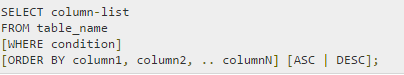 SELECT column-list
FROM table_name
[WHERE condition]
[ORDER BY column1, column2, .. columnN] [ASC | DESC];